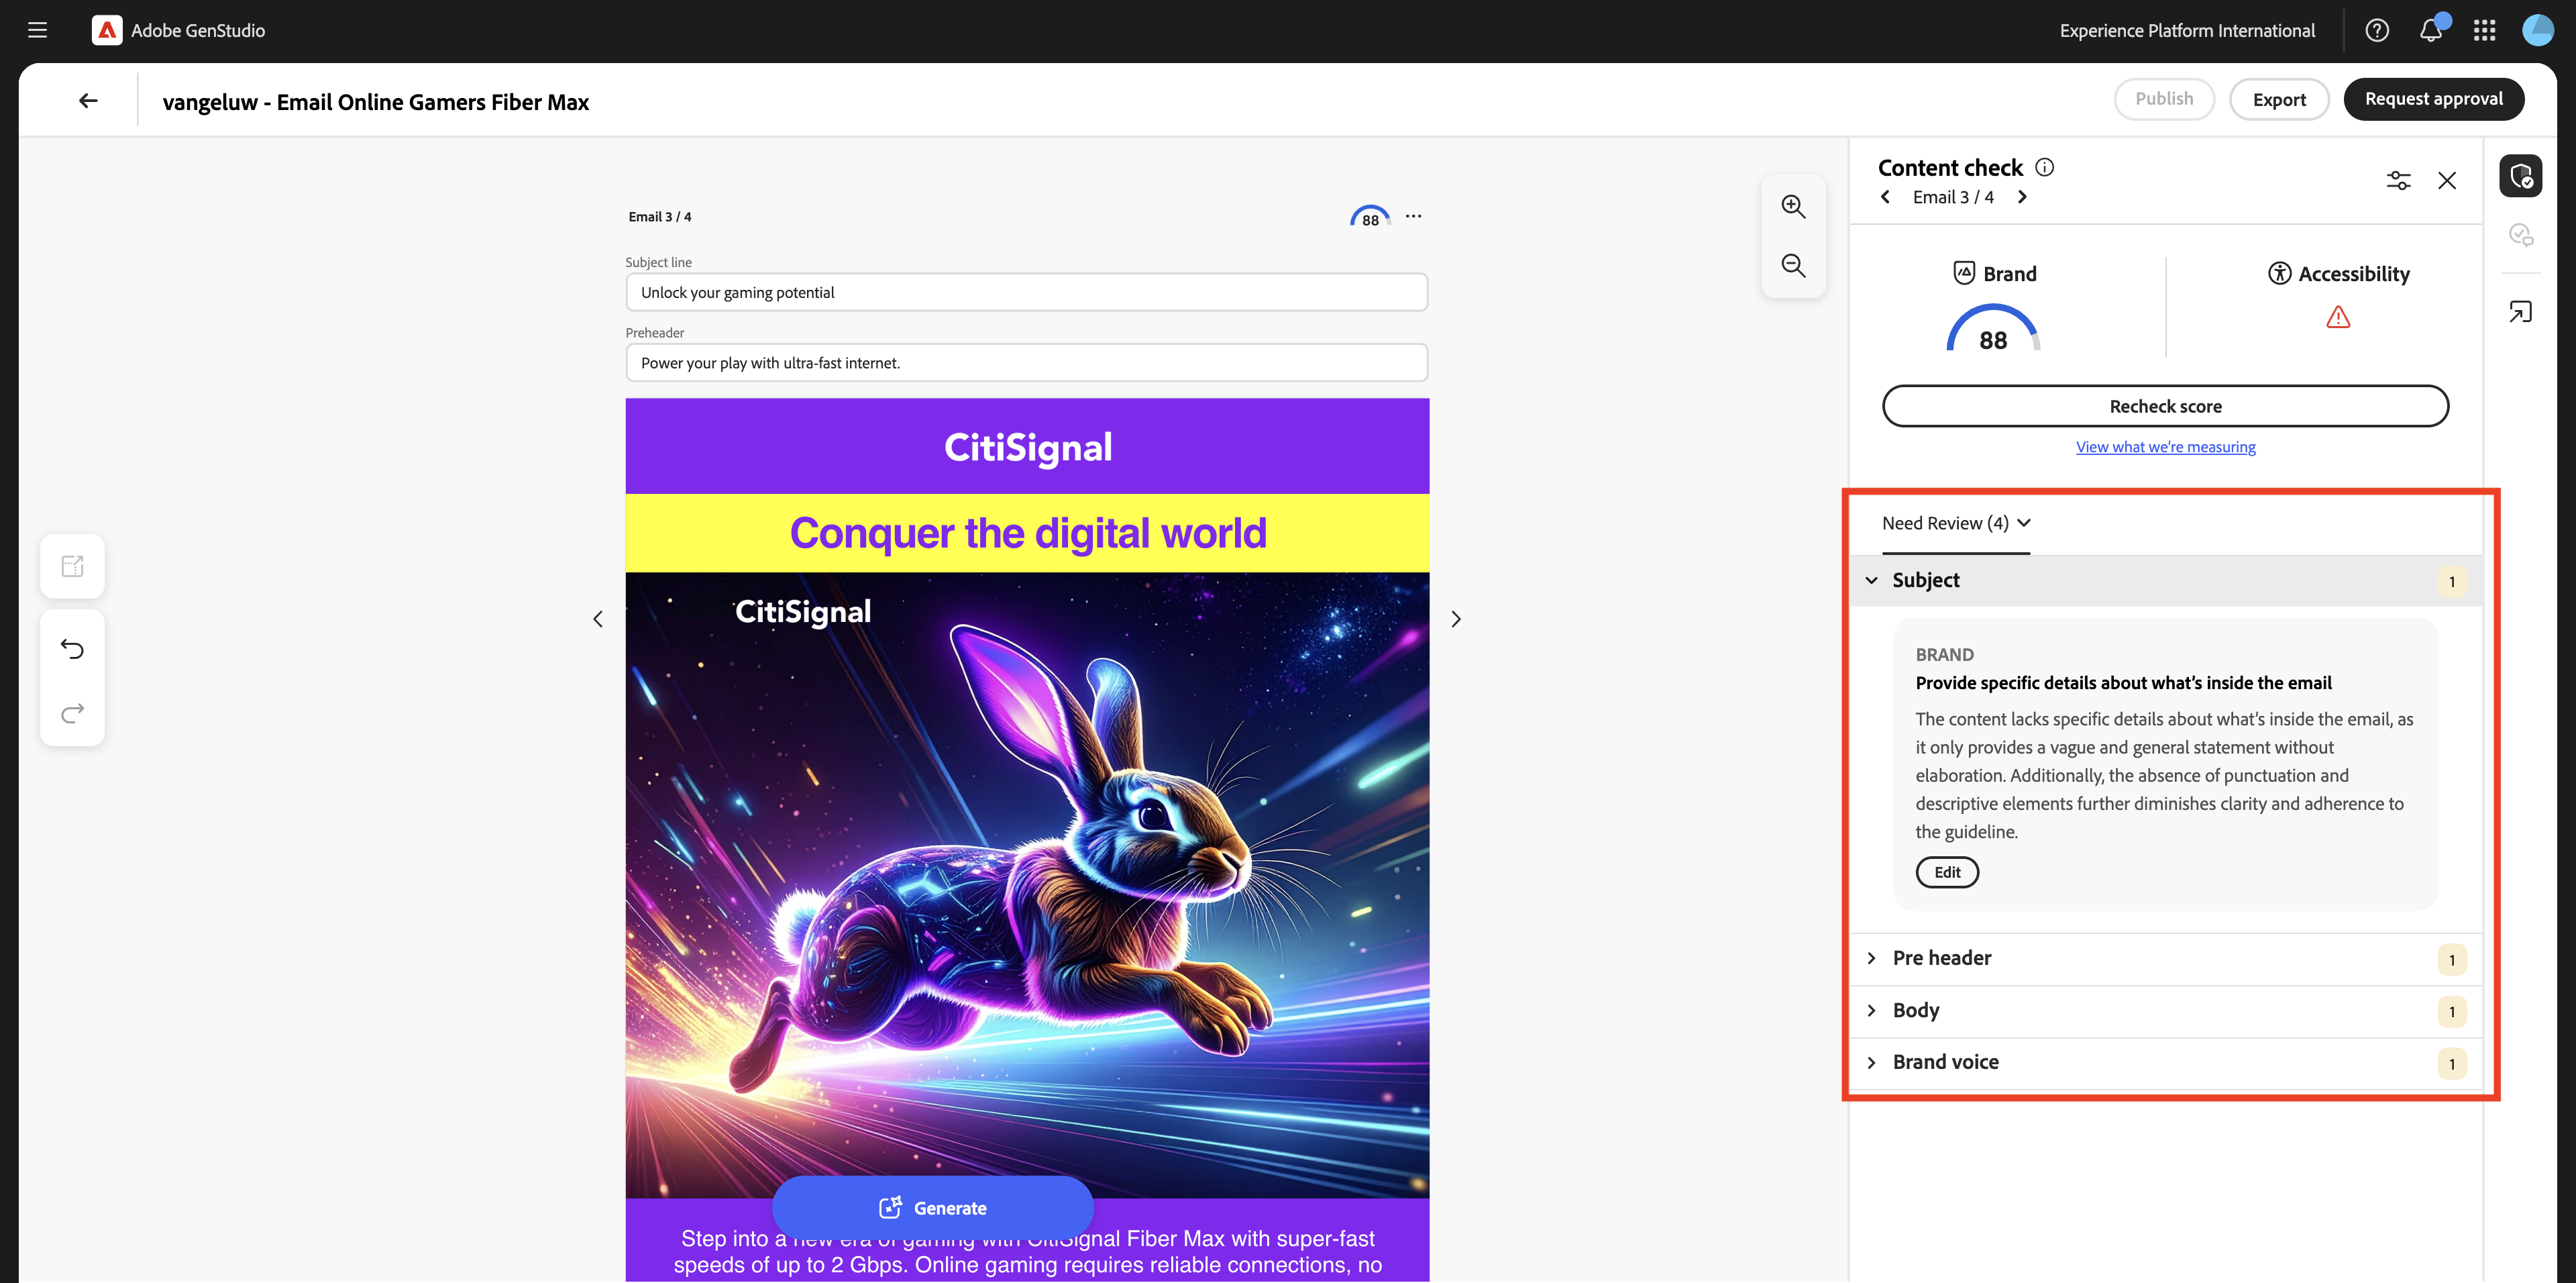 Adobe GenStudio
Experience Platform International
vangeluw - Email Online Gamers Fiber Max
Publish
Export
Request approval
Email 3 / 4
88
Subject line
Unlock your gaming potential
Preheader
Power your play with ultra-fast internet.
CitiSignal
Conquer the digital world
CitiSignal
Generate
Step into a new era of gaming with CitiSignal Fiber Max with super-fast
speeds of up to 2 Gbps. Online gaming requires reliable connections, no
Content check
Email 3 / 4
Brand
88
Accessibility
Recheck score
View what we're measuring
Need Review (4)
Subject
1
BRAND
Provide specific details about what's inside the email
The content lacks specific details about what's inside the email, as
it only provides a vague and general statement without
elaboration. Additionally, the absence of punctuation and
descriptive elements further diminishes clarity and adherence to
the guideline.
Edit
Pre header
1
Body
1
Brand voice
1